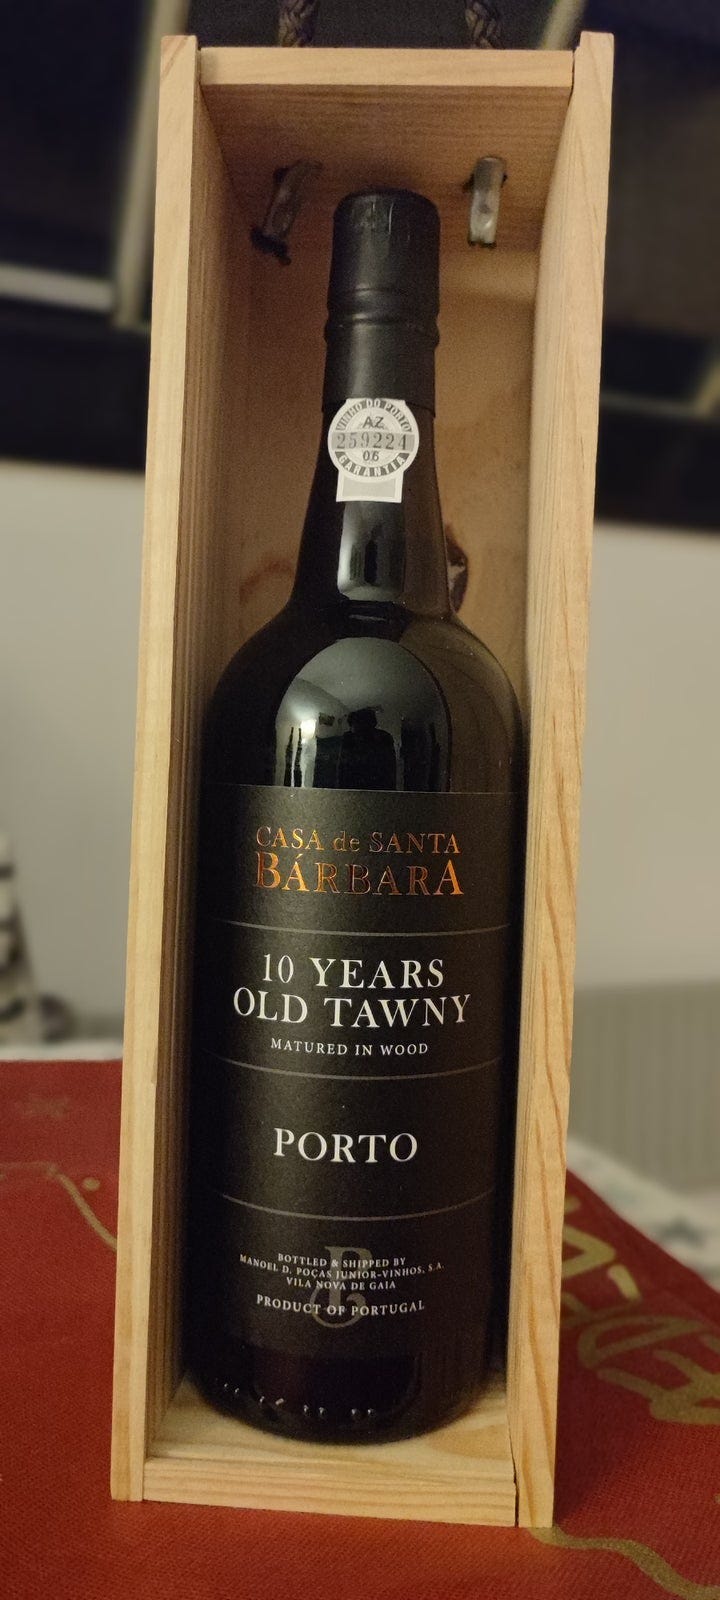 VINHO DO PORTO
AZ
259224
06
GARANTIA
CASA de SANTA
BÁRBARA
10 YEARS
OLD TAWNY
MATURED IN WOOD
PORTO
BOTTLED & SHIPPED BY
MANOEL D. POÇAS JUNIOR-VINHOS, S.A.
VILA NOVA DE GAIA
PRODUCT OF PORTUGAL